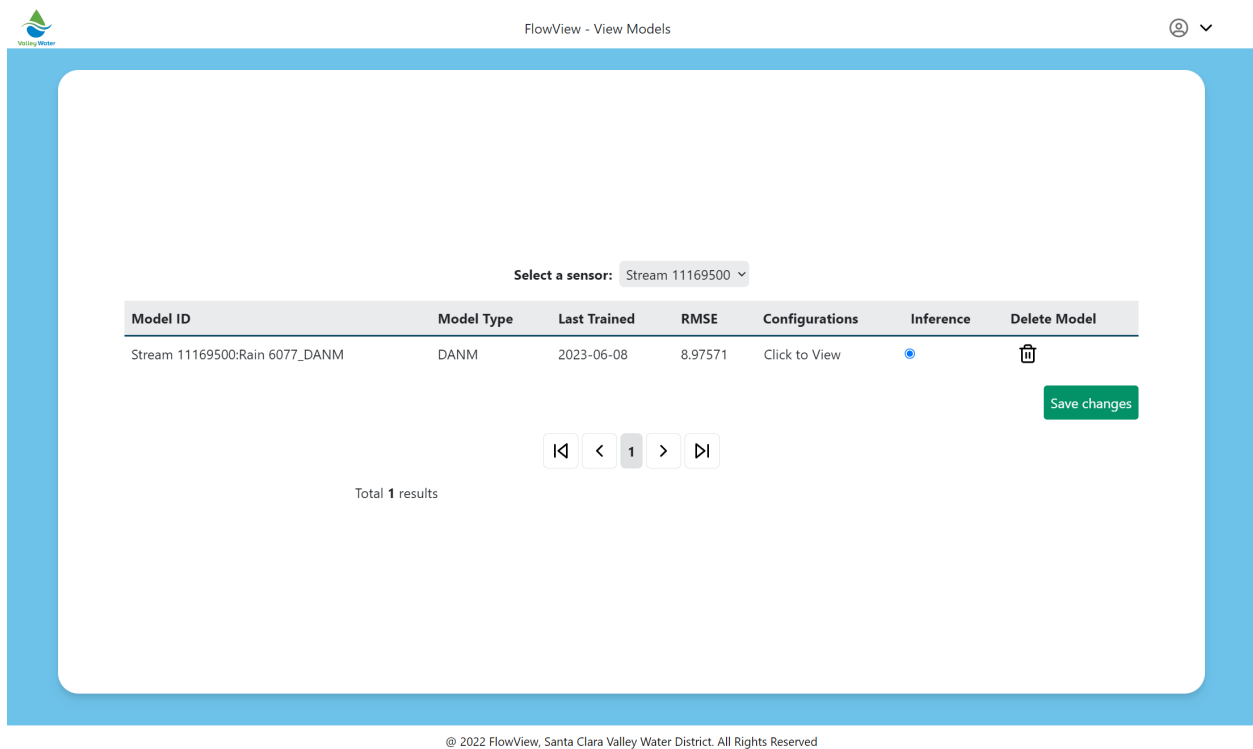 Valley Water
FlowView - View Models
Select a sensor: Stream 11169500
Model ID Model Type Last Trained RMSE Configurations Inference Delete Model
Stream 11169500:Rain 6077_DANM DANM 2023-06-08 8.97571 Click to View
Save changes
1
Total 1 results
@ 2022 FlowView, Santa Clara Valley Water District. All Rights Reserved